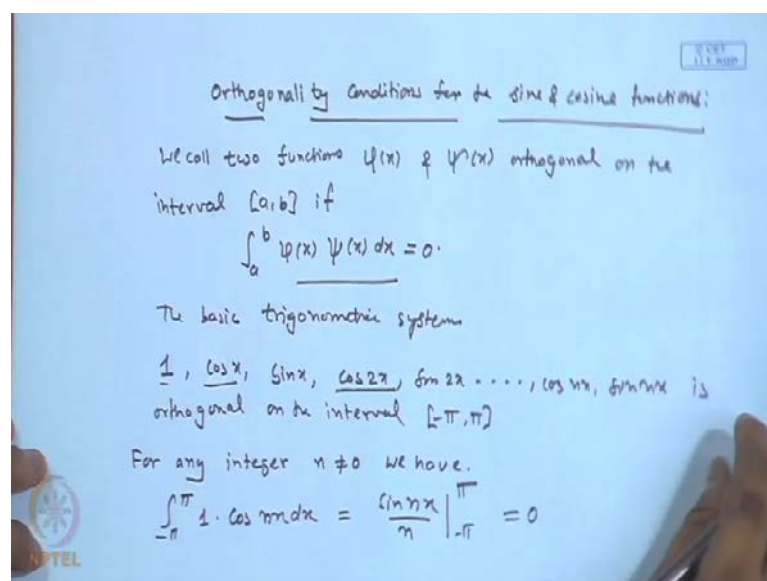 Orthogonality Conditions for the sine & cosine functions:
We call two functions φ(x) & ψ(x) orthogonal on the
interval [a,b] if
∫_a^b φ(x) ψ(x) dx = 0.
The basic trigonometric system
1, cos x, sin x, cos 2x, sin 2x ...., cos nx, sin nx is
orthogonal on the interval [-π, π]
For any integer n ≠ 0 we have.
∫_{-π}^{π} 1. cos nx dx = sin nx / n |_{-π}^{π} = 0
NPTEL